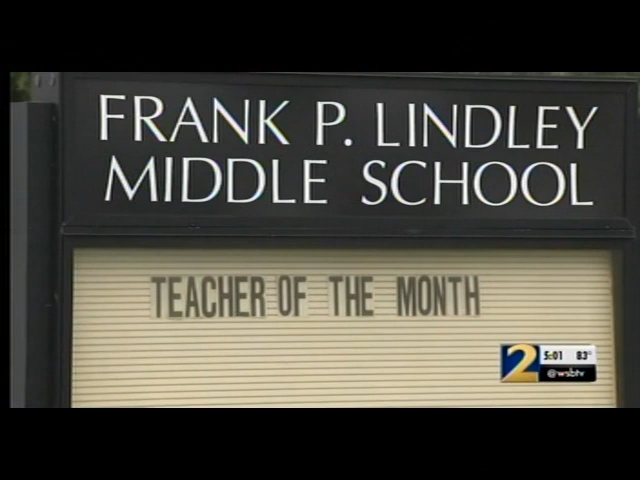 FRANK P. LINDLEY
MIDDLE SCHOOL
TEACHER OF THE MONTH
2 5:01 83°
@wsbtv